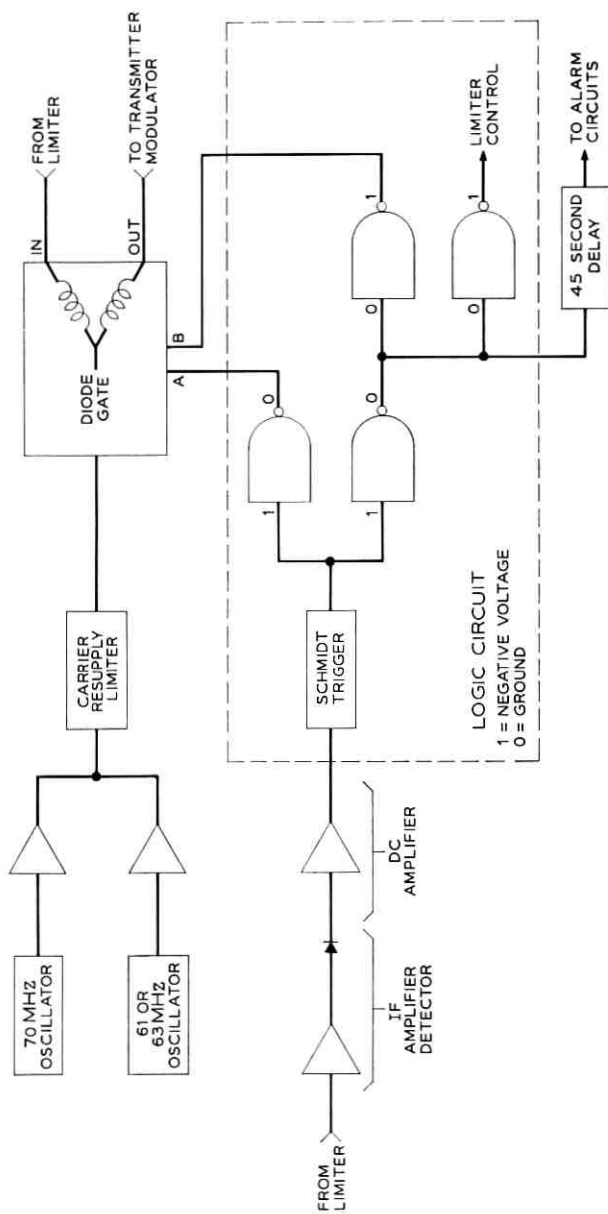 70 MHZ
OSCILLATOR
61 OR
63 MHZ
OSCILLATOR
CARRIER
RESUPPLY
LIMITER
DIODE
GATE
IN
OUT
A
B
FROM
LIMITER
TO TRANSMITTER
MODULATOR
FROM
LIMITER
IF
AMPLIFIER
DETECTOR
DC
AMPLIFIER
SCHMIDT
TRIGGER
1
0
1
0
0
1
0
1
LIMITER
CONTROL
LOGIC CIRCUIT
1 = NEGATIVE VOLTAGE
0 = GROUND
45 SECOND
DELAY
TO ALARM
CIRCUITS